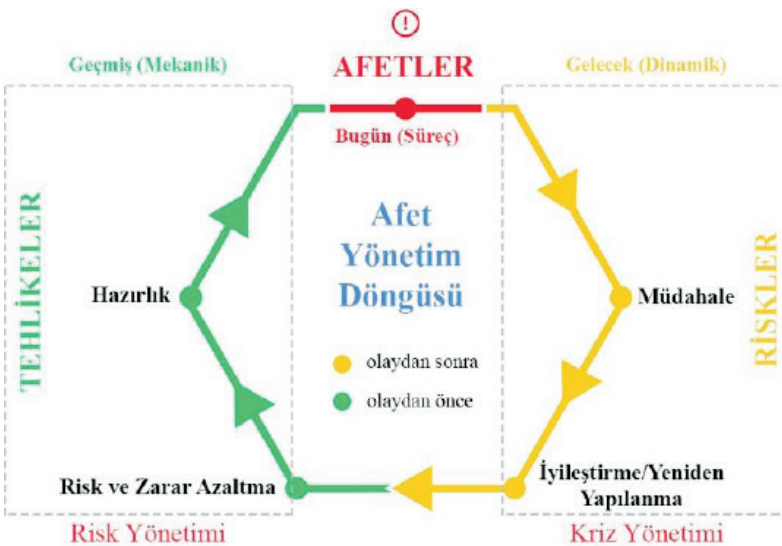 !
AFETLER
Geçmiş (Mekanik)
Gelecek (Dinamik)
Bugün (Süreç)
TEHLİKELER
RİSKLER
Afet
Yönetim
Döngüsü
Hazırlık
Müdahale
olaydan sonra
olaydan önce
Risk ve Zarar Azaltma
İyileştirme/Yeniden
Yapılanma
Risk Yönetimi
Kriz Yönetimi